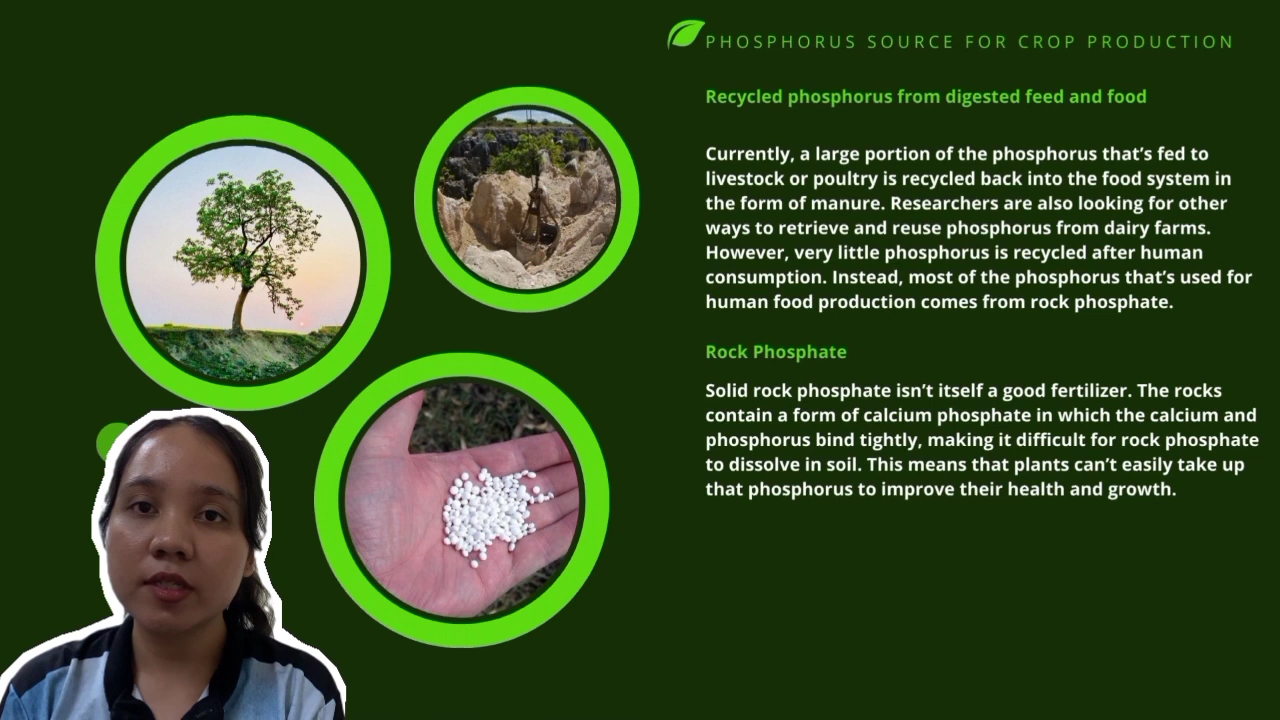 PHOSPHORUS SOURCE FOR CROP PRODUCTION
Recycled phosphorus from digested feed and food
Currently, a large portion of the phosphorus that’s fed to
livestock or poultry is recycled back into the food system in
the form of manure. Researchers are also looking for other
ways to retrieve and reuse phosphorus from dairy farms.
However, very little phosphorus is recycled after human
consumption. Instead, most of the phosphorus that’s used for
human food production comes from rock phosphate.
Rock Phosphate
Solid rock phosphate isn’t itself a good fertilizer. The rocks
contain a form of calcium phosphate in which the calcium and
phosphorus bind tightly, making it difficult for rock phosphate
to dissolve in soil. This means that plants can’t easily take up
that phosphorus to improve their health and growth.